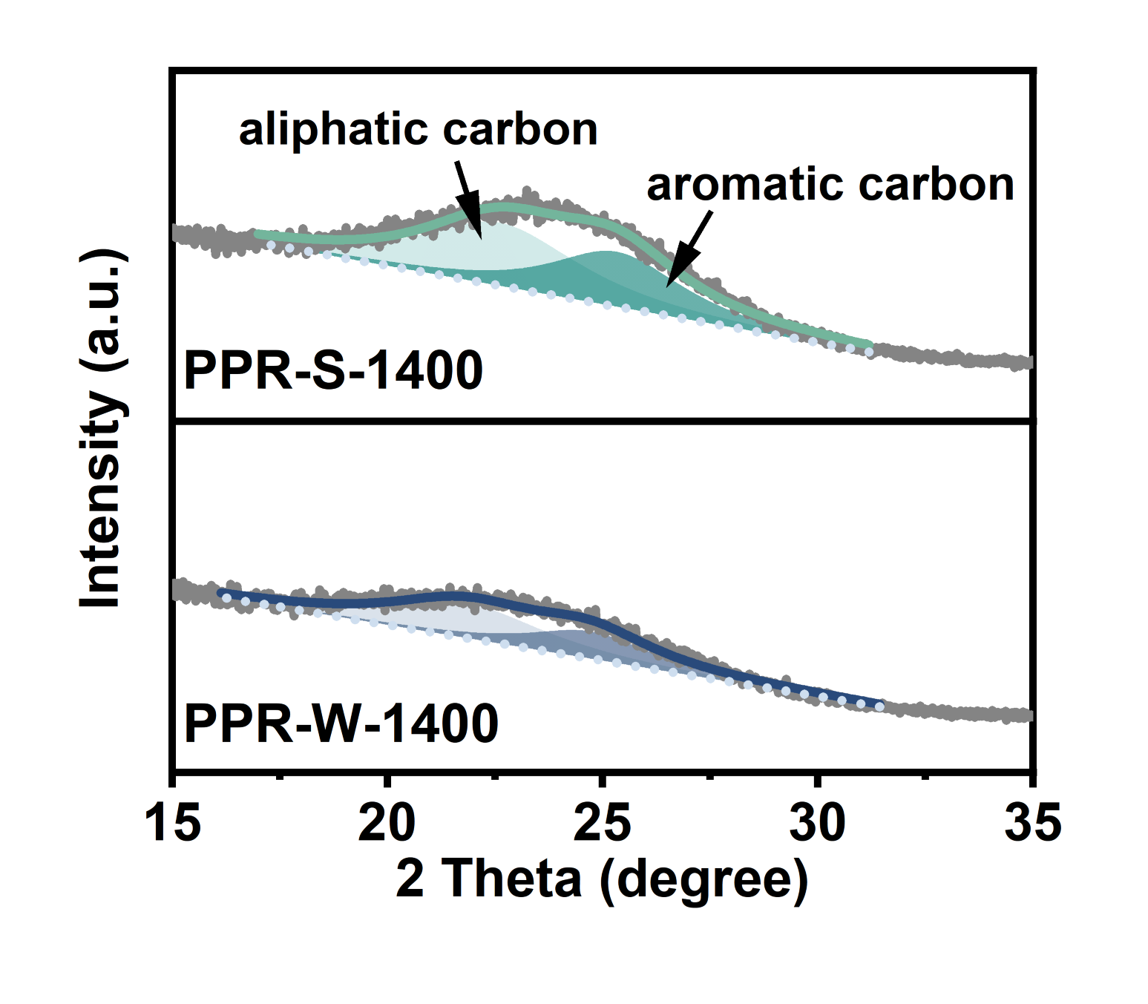 aliphatic carbon
aromatic carbon
PPR-S-1400
PPR-W-1400
Intensity (a.u.)
15 20 25 30 35
2 Theta (degree)